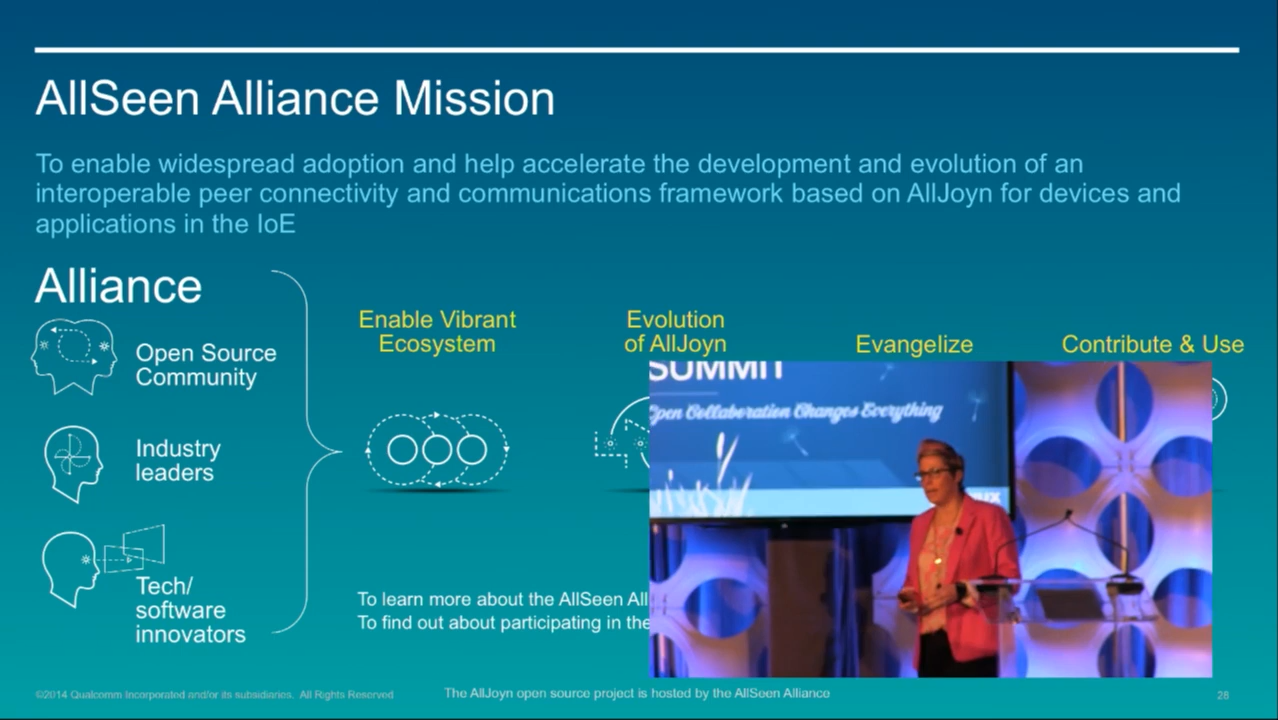 AllSeen Alliance Mission
To enable widespread adoption and help accelerate the development and evolution of an
interoperable peer connectivity and communications framework based on AllJoyn for devices and
applications in the IoE
Alliance
Open Source
Community
Industry
leaders
Tech/
software
innovators
Enable Vibrant
Ecosystem
Evolution
of AllJoyn
Evangelize
Contribute & Use
SUMMIT
Open Collaboration Changes Everything
UX
To learn more about the AllSeen All
To find out about participating in the
©2014 Qualcomm Incorporated and/or its subsidiaries. All Rights Reserved
The AllJoyn open source project is hosted by the AllSeen Alliance
28